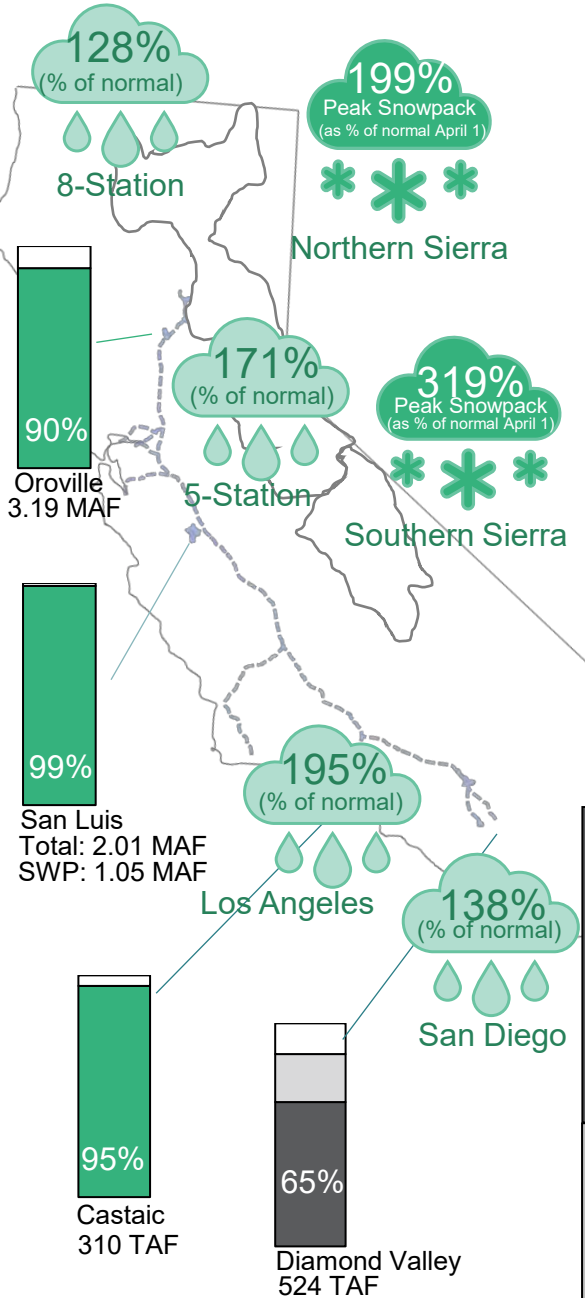 128%
(% of normal)
8-Station
199%
Peak Snowpack
(as % of normal April 1)
Northern Sierra
90%
Oroville
3.19 MAF
171%
(% of normal)
5-Station
319%
Peak Snowpack
(as % of normal April 1)
Southern Sierra
99%
San Luis
Total: 2.01 MAF
SWP: 1.05 MAF
195%
(% of normal)
Los Angeles
138%
(% of normal)
San Diego
95%
Castaic
310 TAF
65%
Diamond Valley
524 TAF